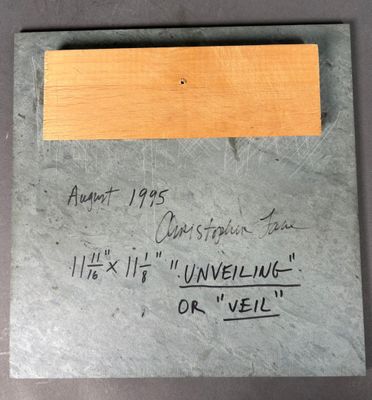 August 1995
Christopher Lane
11 11/16" x 11 1/8" "UNVEILING"
OR "VEIL"